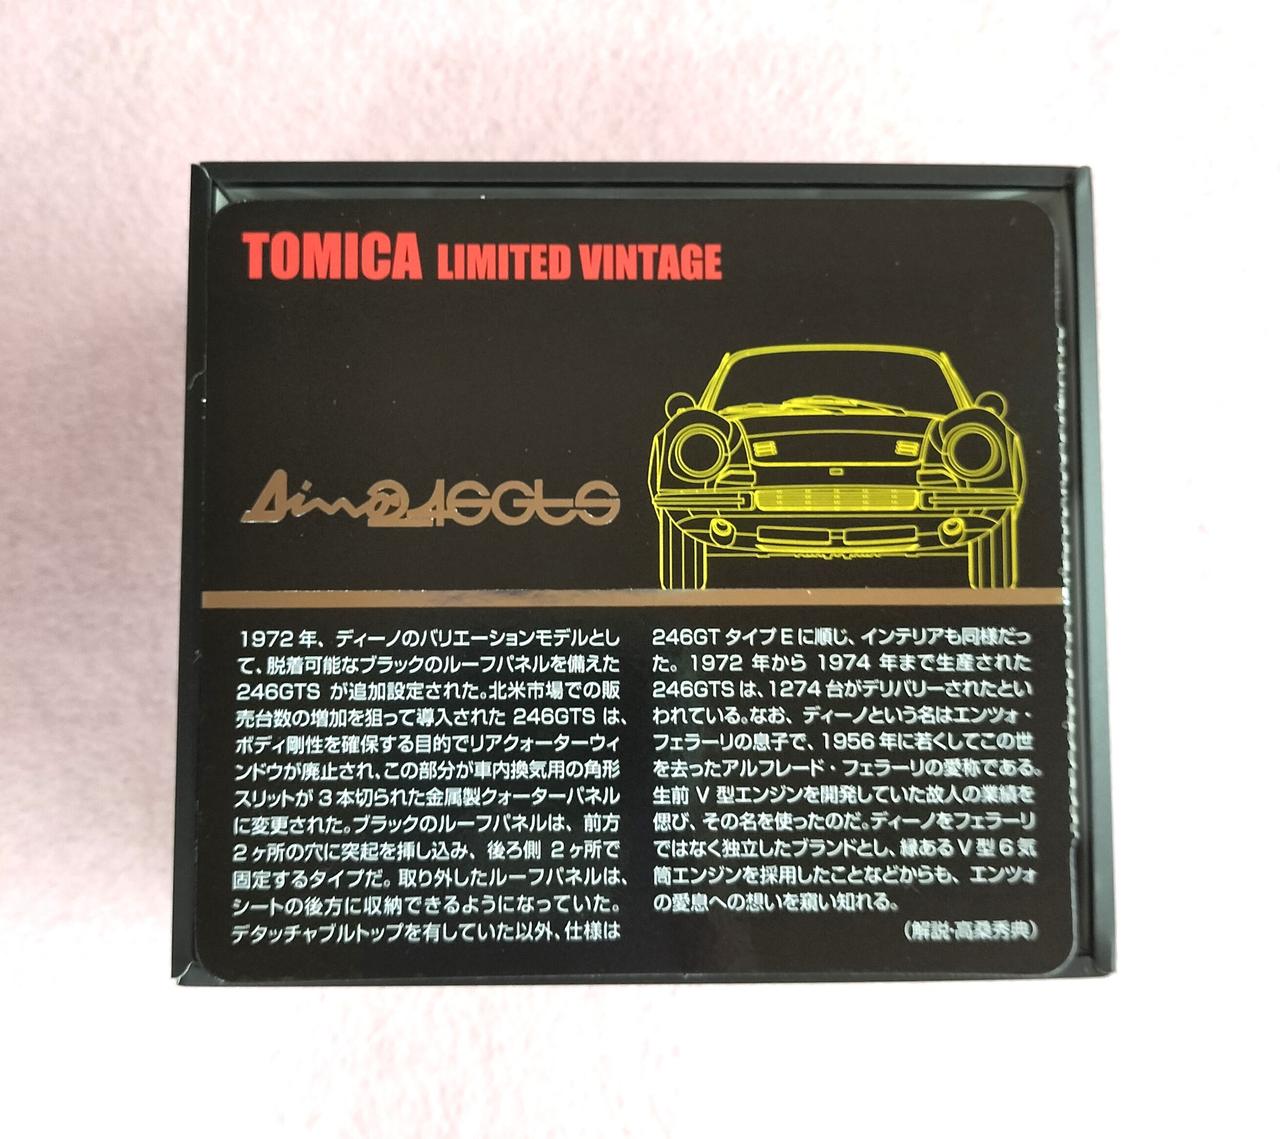 TOMICA LIMITED VINTAGE
Dino 246GTS
1972 年、ディーノのバリエーションモデルとし
て、脱着可能なブラックのルーフパネルを備えた
246GTS が追加設定された。北米市場での販
売台数の増加を狙って導入された 246GTS は、
ボディ剛性を確保する目的でリアクォーターウィ
ンドウが廃止され、この部分が車内換気用の角形
スリットが 3 本切られた金属製クォーターパネル
に変更された。ブラックのルーフパネルは、前方
2 ヶ所の穴に突起を挿し込み、後ろ側 2 ヶ所で
固定するタイプだ。取り外したルーフパネルは、
シートの後方に収納できるようになっていた。
デタッチャブルトップを有していた以外、仕様は
246GT タイプ E に順じ、インテリアも同様だっ
た。1972 年から 1974 年まで生産された
246GTS は、1274 台がデリバリーされたとい
われている。なお、ディーノという名はエンツォ・
フェラーリの息子で、1956 年に若くしてこの世
を去ったアルフレード・フェラーリの愛称である。
生前 V 型エンジンを開発していた故人の業績を
偲び、その名を使ったのだ。ディーノをフェラーリ
ではなく独立したブランドとし、縁ある V 型 6 気
筒エンジンを採用したことなどからも、エンツォ
の愛息への想いを窺い知れる。
（解説・高桑秀典）